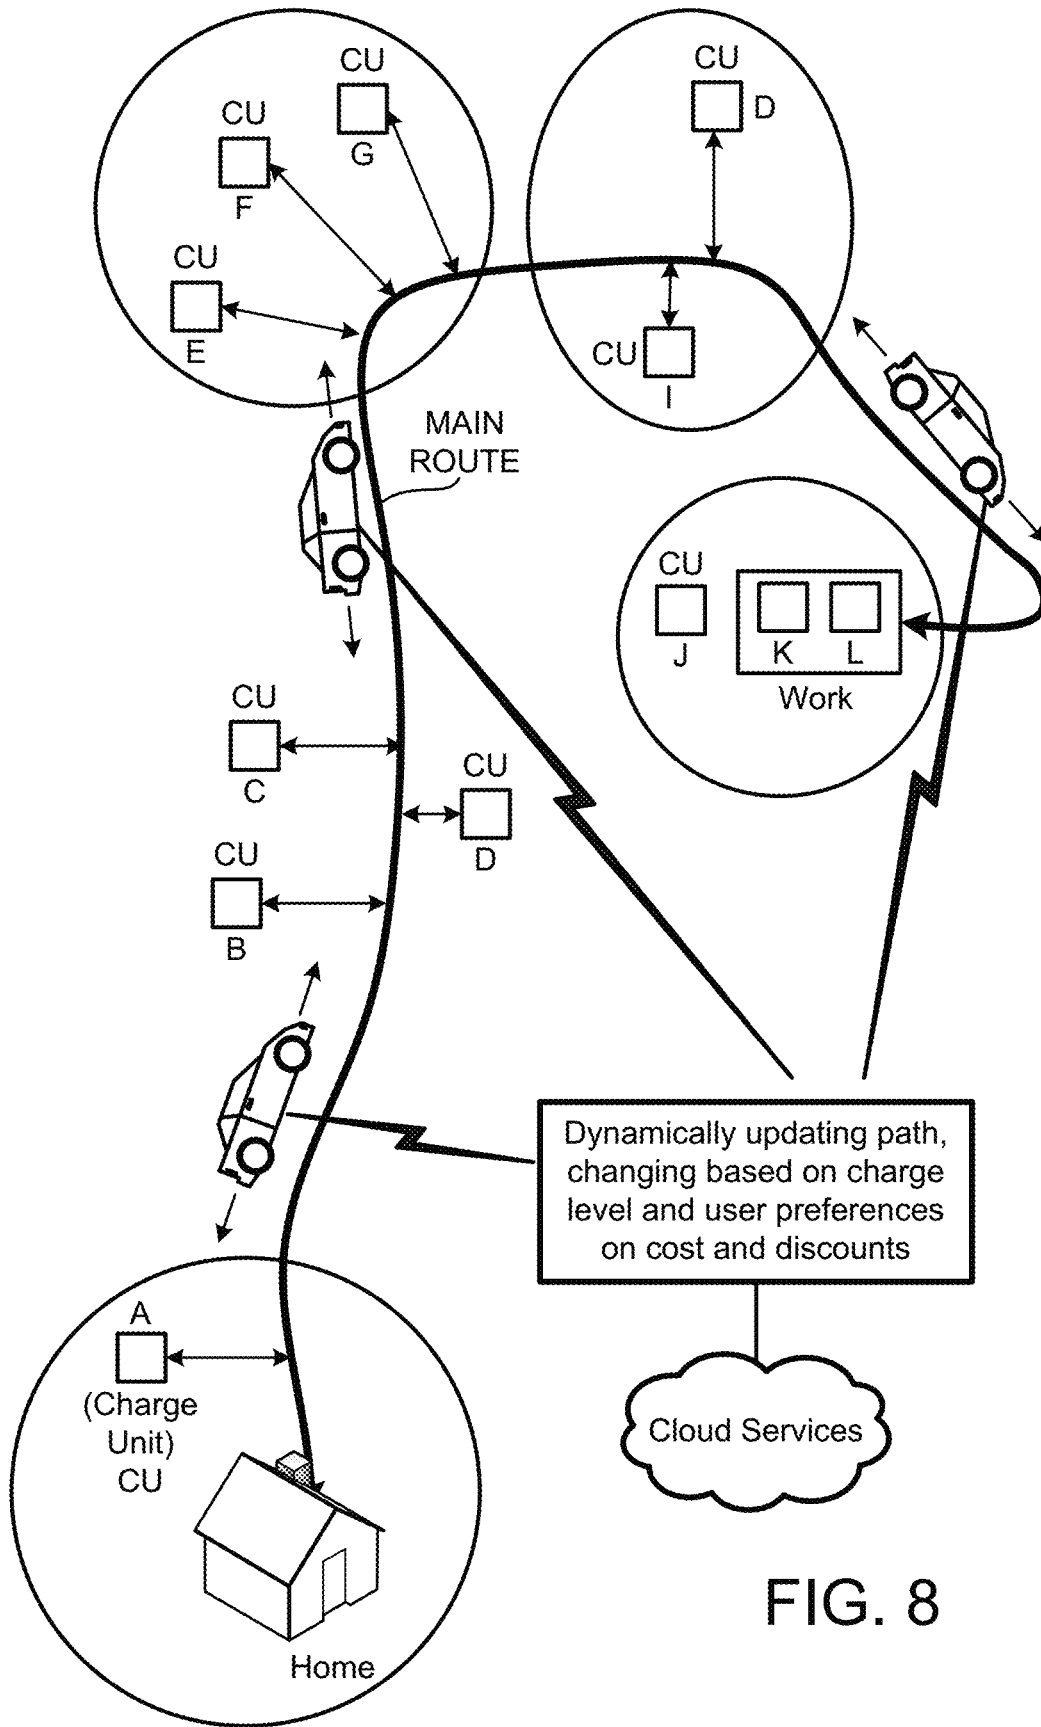 CU
G
CU
F
CU
E
CU
D
CU
I
MAIN
ROUTE
CU
J
K
L
Work
CU
C
CU
D
CU
B
Dynamically updating path,
changing based on charge
level and user preferences
on cost and discounts
A
(Charge
Unit)
CU
Cloud Services
Home
FIG. 8